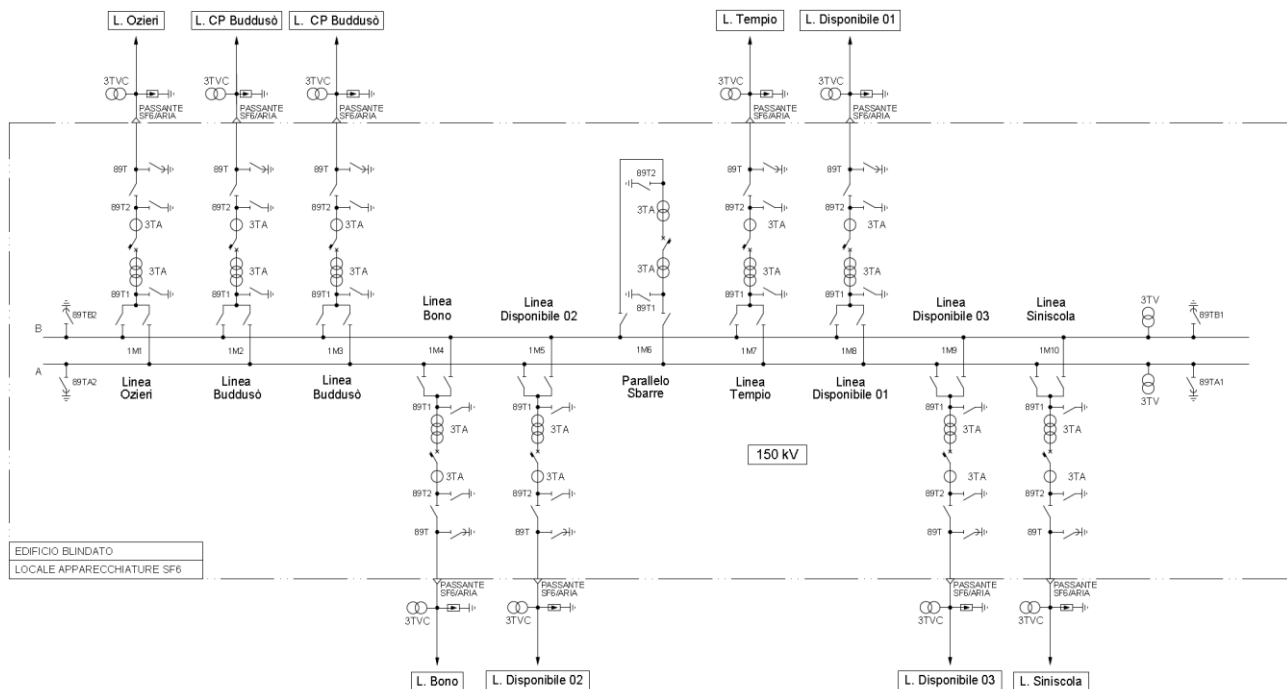 L. Ozieri
L. CP Buddusò
L. CP Buddusò
L. Tempio
L. Disponibile 01
3TVC
3TVC
3TVC
3TVC
3TVC
PASSANTE
SF6/ARIA
PASSANTE
SF6/ARIA
PASSANTE
SF6/ARIA
PASSANTE
SF6/ARIA
PASSANTE
SF6/ARIA
89T
89T
89T
89T2
89T
89T
89T2
89T2
89T2
3TA
89T2
89T2
3TA
3TA
3TA
3TA
3TA
3TA
3TA
3TA
3TA
3TA
3TA
89T1
89T1
89T1
89T1
89T1
89T1
Linea
Bono
Linea
Disponibile 02
Linea
Disponibile 03
Linea
Siniscola
3TV
89TB2
89TB1
B
1M1
1M2
1M3
1M4
1M5
1M6
1M7
1M8
1M9
1M10
A
89TA2
Linea
Ozieri
Linea
Buddusò
Linea
Buddusò
Parallelo
Sbarre
Linea
Tempio
Linea
Disponibile 01
3TV
89TA1
89T1
89T1
89T1
89T1
3TA
3TA
3TA
3TA
150 kV
3TA
3TA
3TA
3TA
89T2
89T2
89T2
89T2
89T
89T
89T
89T
EDIFICIO BLINDATO
LOCALE APPARECCHIATURE SF6
PASSANTE
SF6/ARIA
PASSANTE
SF6/ARIA
PASSANTE
SF6/ARIA
PASSANTE
SF6/ARIA
3TVC
3TVC
3TVC
3TVC
L. Bono
L. Disponibile 02
L. Disponibile 03
L. Siniscola